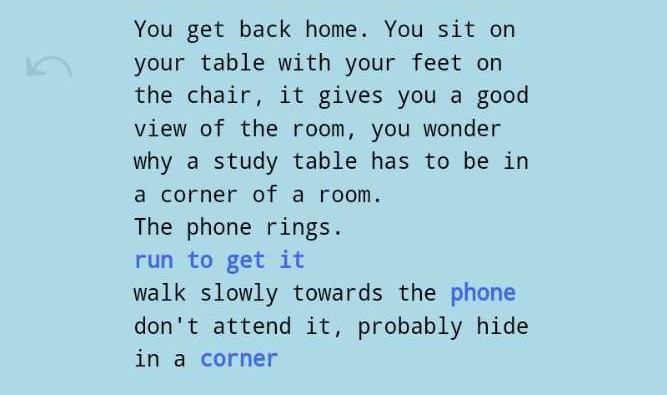 You get back home. You sit on
your table with your feet on
the chair, it gives you a good
view of the room, you wonder
why a study table has to be in
a corner of a room.
The phone rings.
run to get it
walk slowly towards the phone
don't attend it, probably hide
in a corner